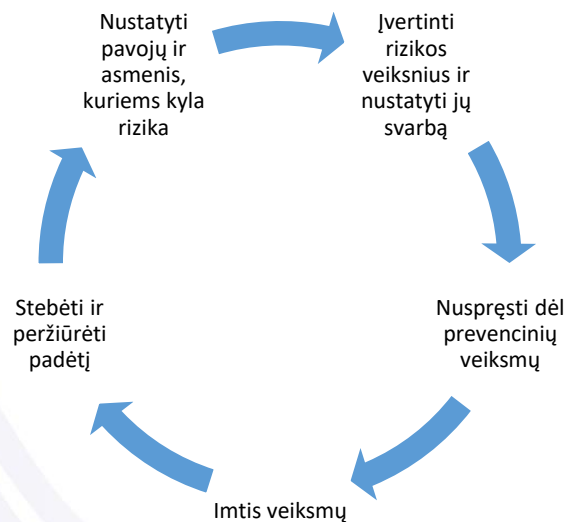 Nustatyti
pavojų ir
asmenis,
kuriems kyla
rizika
Įvertinti
rizikos
veiksnius ir
nustatyti jų
svarbą
Nuspręsti dėl
prevencinių
veiksmų
Imtis veiksmų
Stebėti ir
peržiūrėti
padėtį